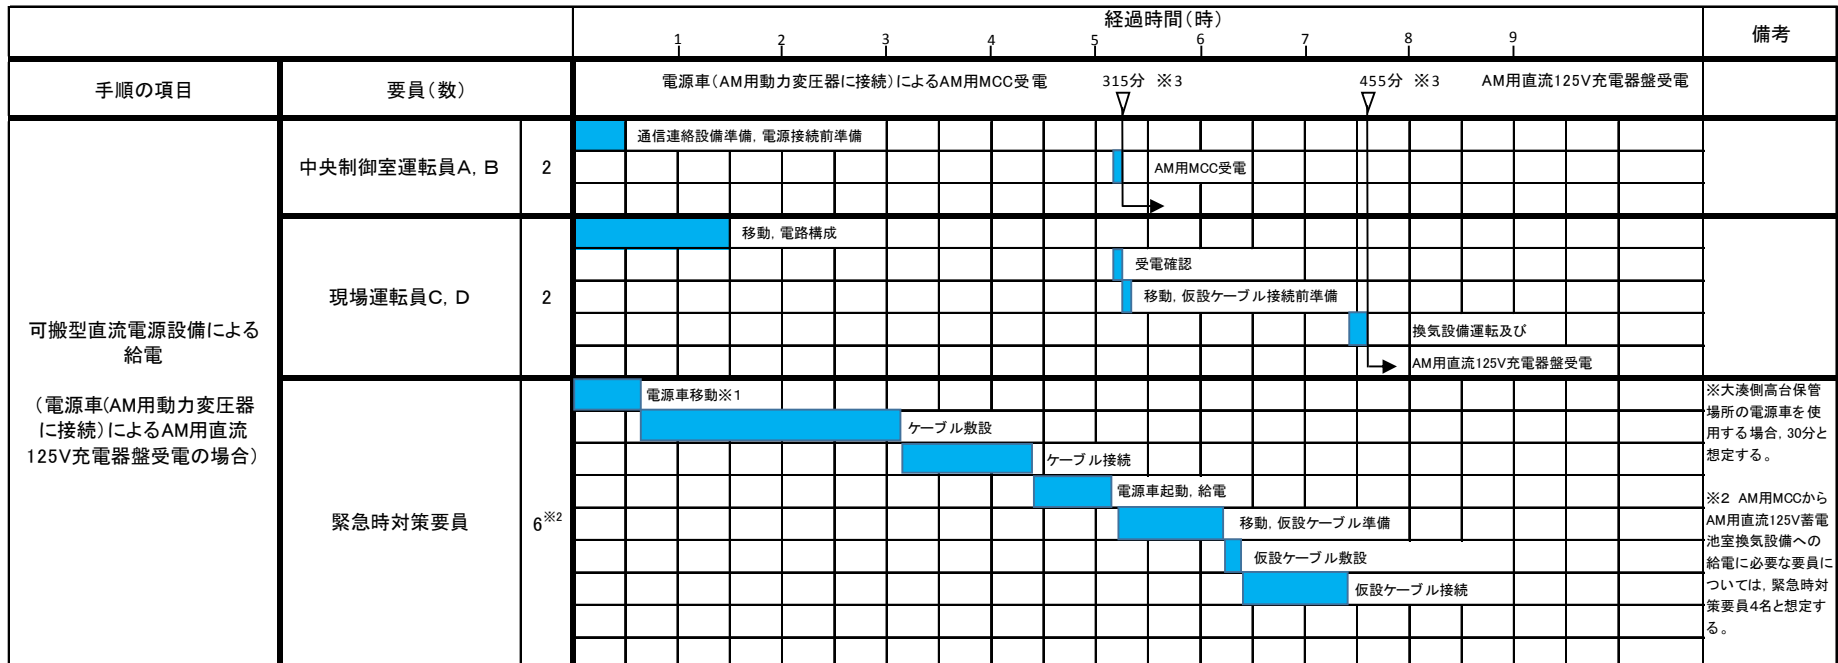 経過時間(時)
備考
1 2 3 4 5 6 7 8 9
手順の項目
要員(数)
電源車(AM用動力変圧器に接続)によるAM用MCC受電
315分 ※3
455分 ※3
AM用直流125V充電器盤受電
可搬型直流電源設備による
給電
(電源車(AM用動力変圧器
に接続)によるAM用直流
125V充電器盤受電の場合)
中央制御室運転員A, B
2
通信連絡設備準備, 電源接続前準備
AM用MCC受電
現場運転員C, D
2
移動, 電路構成
受電確認
移動, 仮設ケーブル接続前準備
換気設備運転及び
AM用直流125V充電器盤受電
緊急時対策要員
6※2
電源車移動※1
ケーブル敷設
ケーブル接続
電源車起動, 給電
移動, 仮設ケーブル準備
仮設ケーブル敷設
仮設ケーブル接続
※大湊側高台保管
場所の電源車を使
用する場合, 30分と
想定する。
※2 AM用MCCから
AM用直流125V蓄電
池室換気設備への
給電に必要な要員に
ついては, 緊急時対
策要員4名と想定す
る。